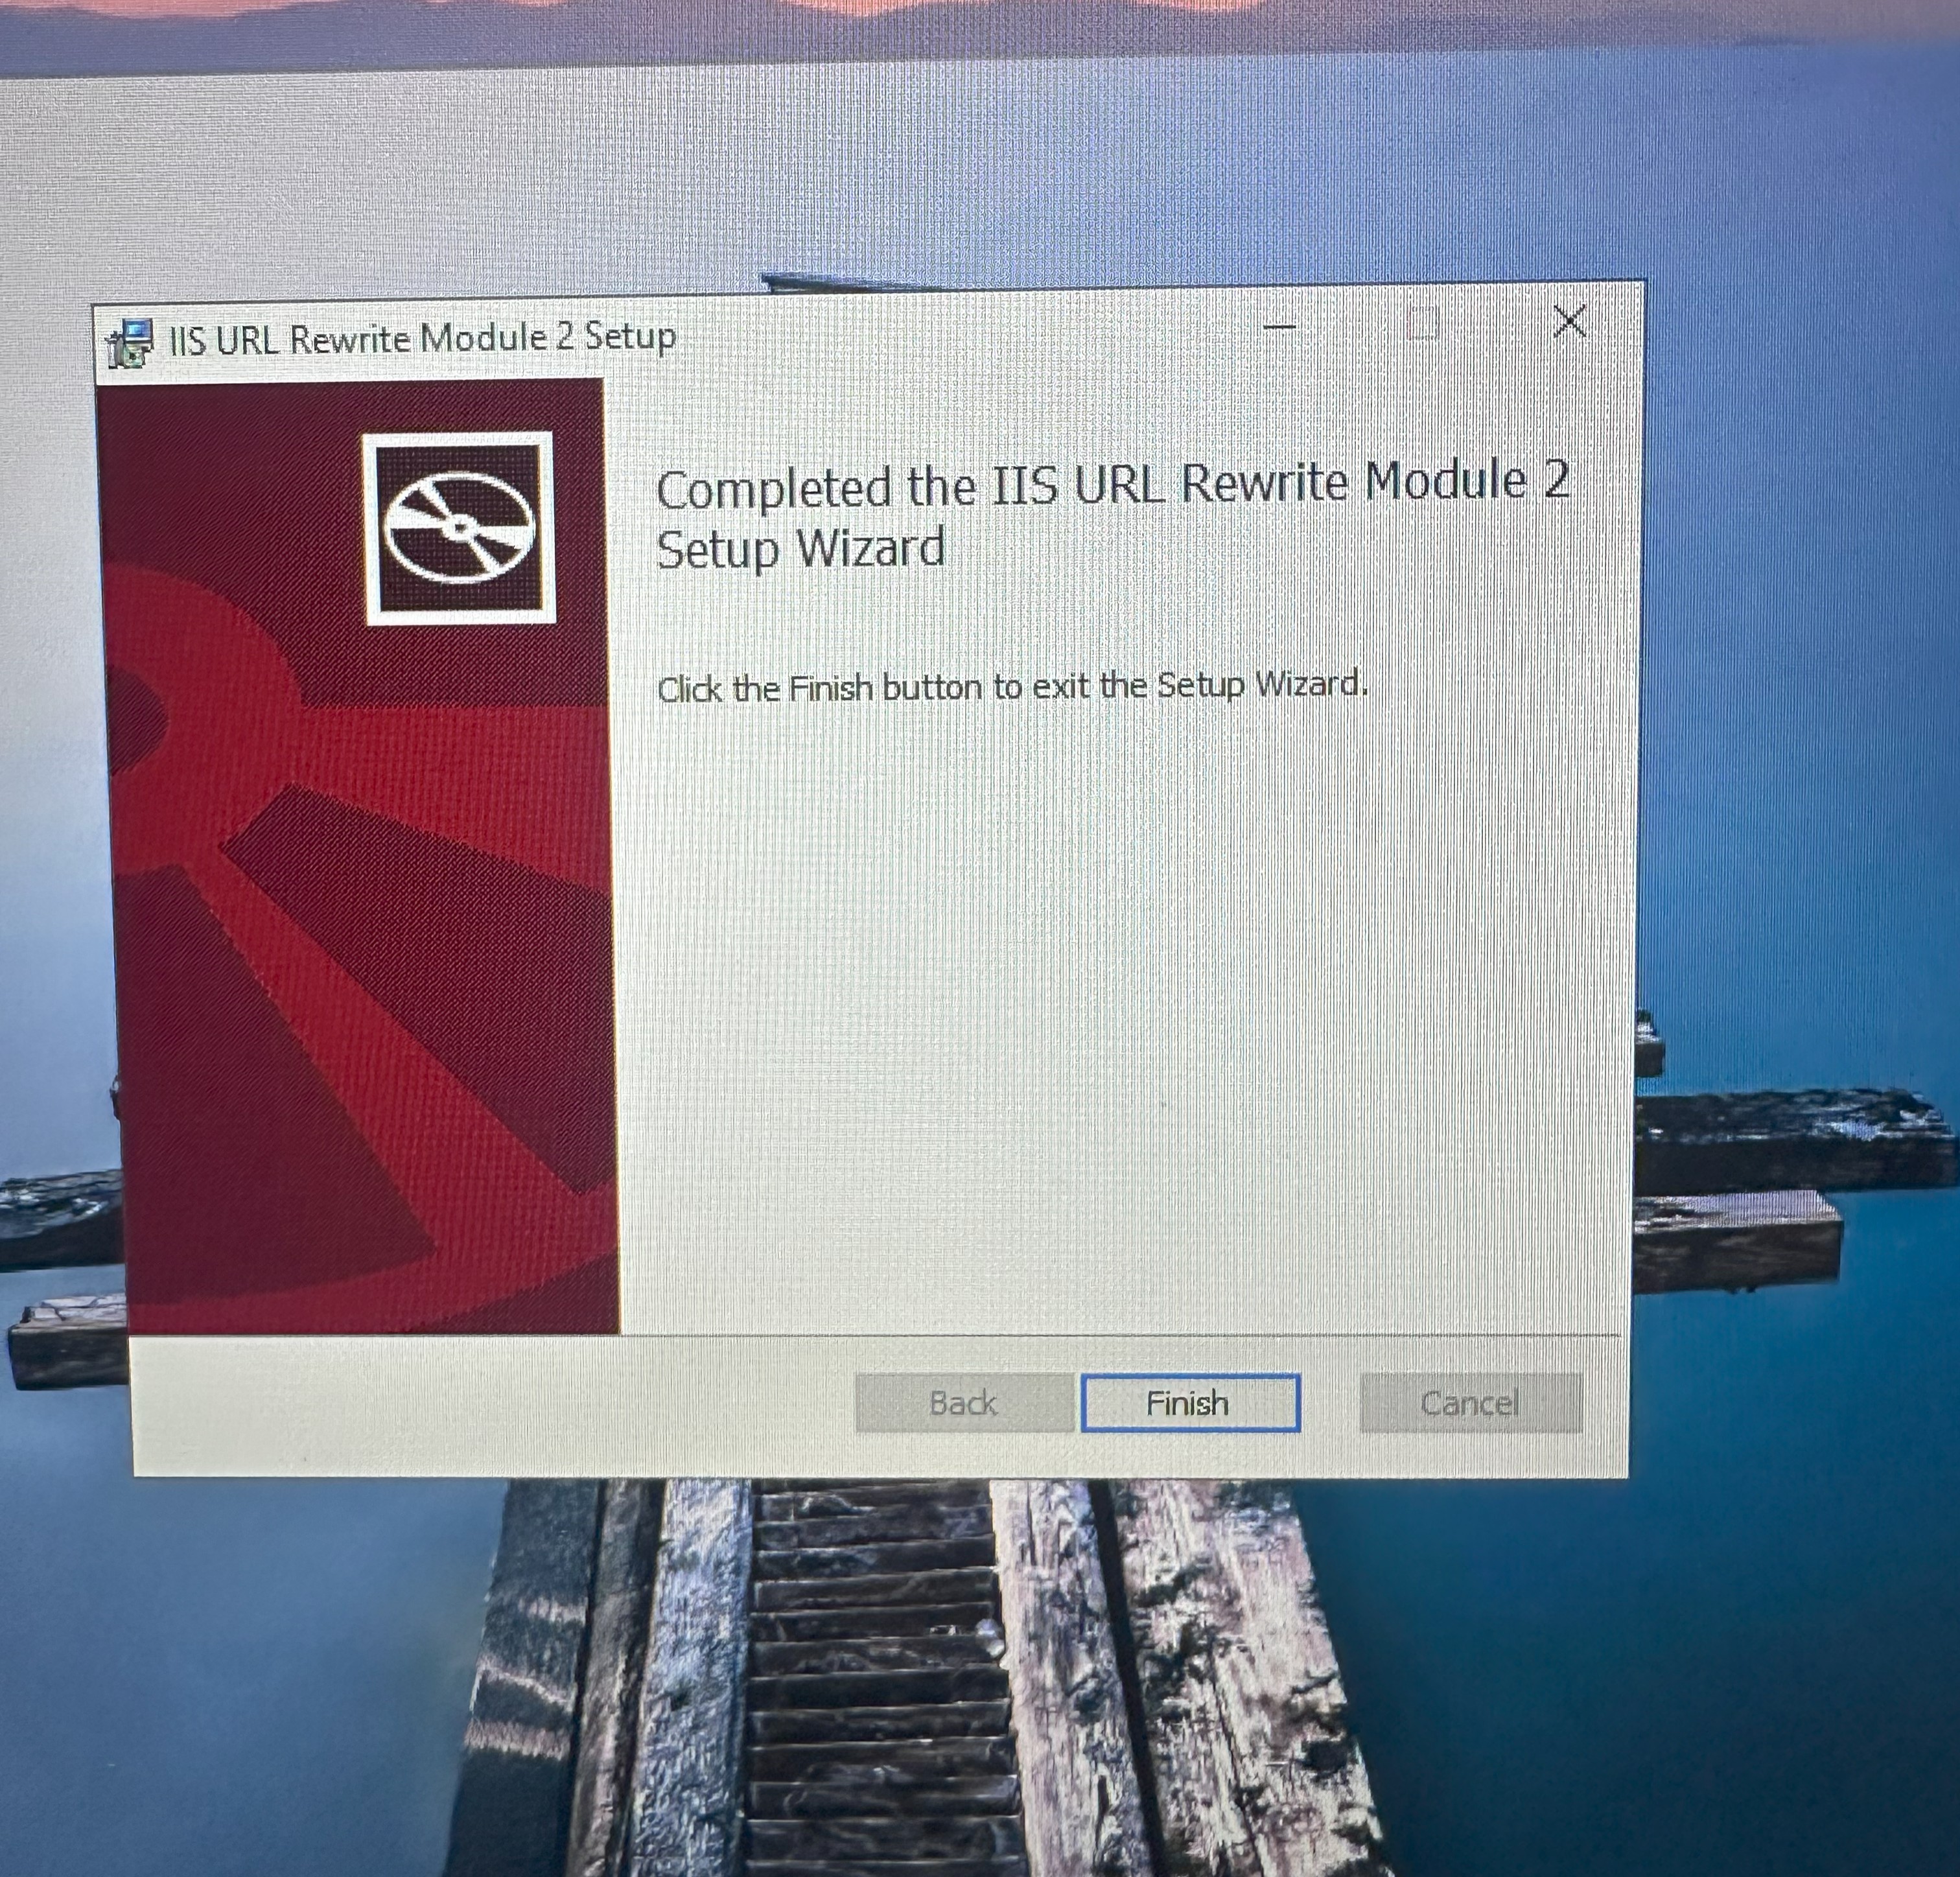 IIS URL Rewrite Module 2 Setup
Completed the IIS URL Rewrite Module 2
Setup Wizard
Click the Finish button to exit the Setup Wizard.
Back
Finish
Cancel